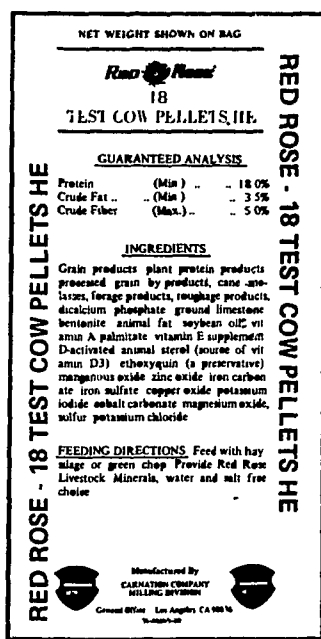 NET WEIGHT SHOWN ON BAG
Red Rose
18
TEST COW PELLETS, HE
GUARANTEED ANALYSIS
Protein (Min) .. .. 18 0%
Crude Fat .. (Min) .. 3 5%
Crude Fiber (Max.) .. .. 5 0%
INGREDIENTS
Grain products plant protein products
processed grain by products, cane mo-
lasses, forage products, roughage products,
dicalcium phosphate ground limestone
bentonite animal fat soybean oil, vit
amin A palmitate vitamin E supplement
D-activated animal sterol (source of vit
amin D3) ethoxyquin (a preservative)
manganous oxide zinc oxide iron carbon
ate iron sulfate copper oxide potassium
iodide cobalt carbonate magnesium oxide,
sulfur potassium chloride
FEEDING DIRECTIONS Feed with hay
silage or green chop Provide Red Rose
Livestock Minerals, water and salt free
choice
Manufactured By
CARNATION COMPANY
MILLING DIVISION
General Office Los Angeles CA 90036
RED ROSE - 18 TEST COW PELLETS HE
RED ROSE - 18 TEST COW PELLETS HE